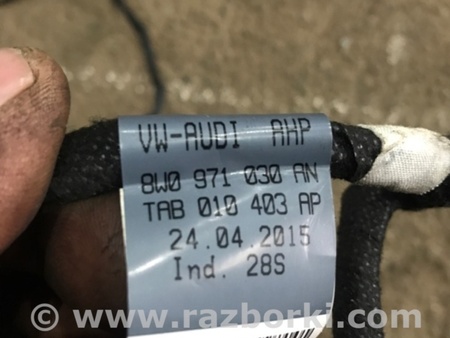 VW-AUDI AHP
8W0 971 030 AN
TAB 010 403 AP
24.04.2015
Ind. 28S
© www.razborki.com